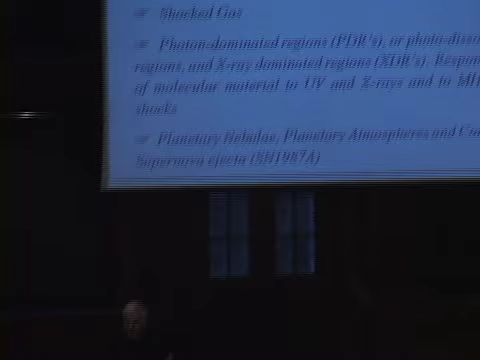 ☞ Shocked Gas
☞ Photon-dominated regions (PDR's), or photo-disso
regions, and X-ray dominated regions (XDR's). Respon
of molecular material to UV and X-rays and to MH
shocks
☞ Planetary Nebulae, Planetary Atmospheres and Co
Supernova ejecta (SN1987A)